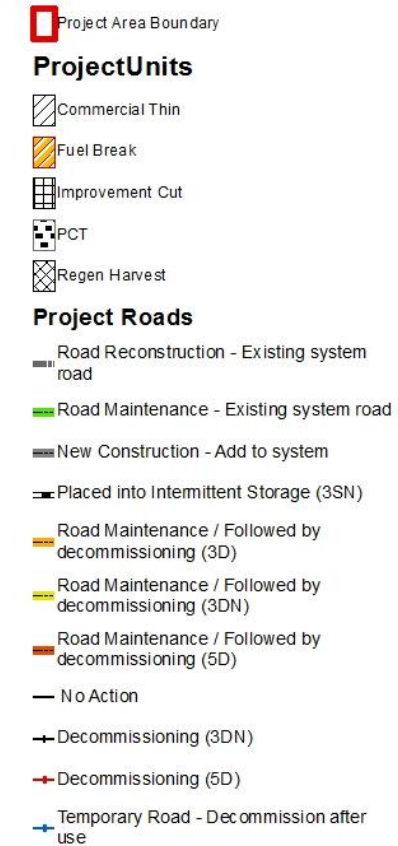 Project Area Boundary
ProjectUnits
Commercial Thin
Fuel Break
Improvement Cut
PCT
Regen Harvest
Project Roads
Road Reconstruction - Existing system
road
Road Maintenance - Existing system road
New Construction - Add to system
Placed into Intermittent Storage (3SN)
Road Maintenance / Followed by
decommissioning (3D)
Road Maintenance / Followed by
decommissioning (3DN)
Road Maintenance / Followed by
decommissioning (5D)
No Action
Decommissioning (3DN)
Decommissioning (5D)
Temporary Road - Decommission after
use